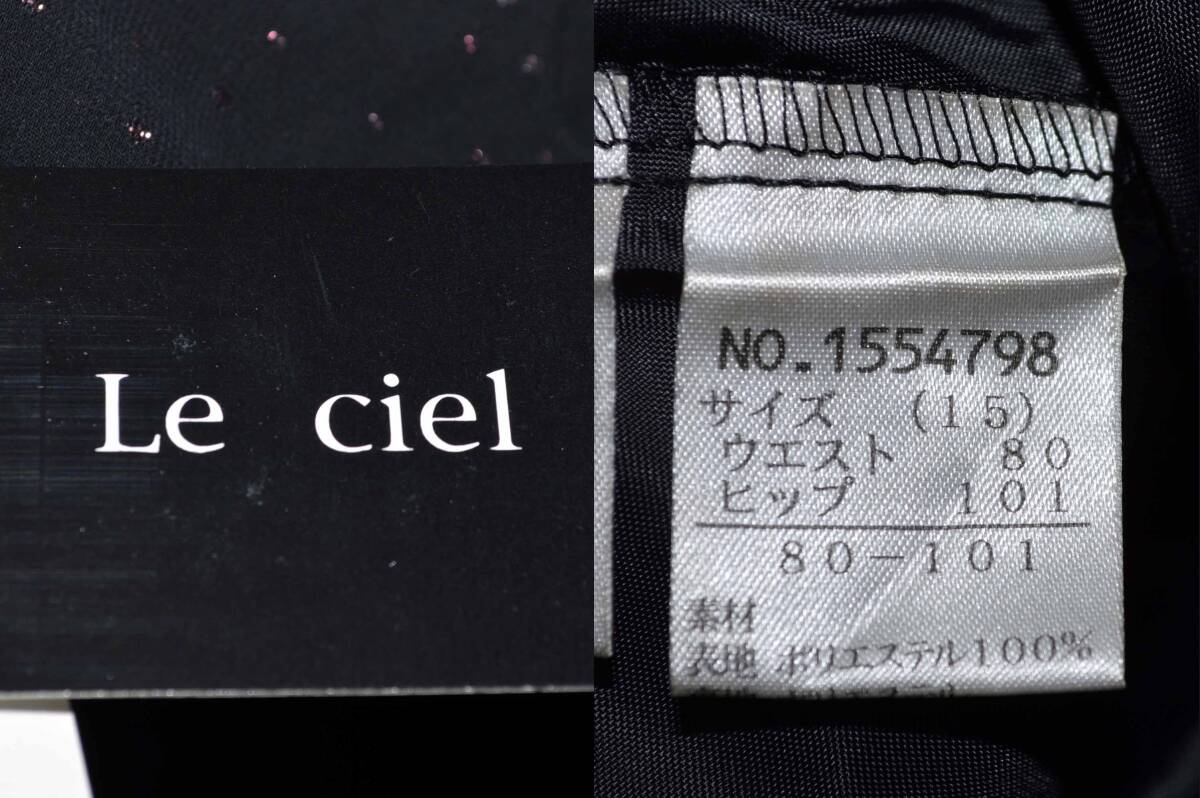 Le ciel
NO.1554798
サイズ (15)
ウエスト 80
ヒップ 101
80-101
素材
表地 ポリエステル100%